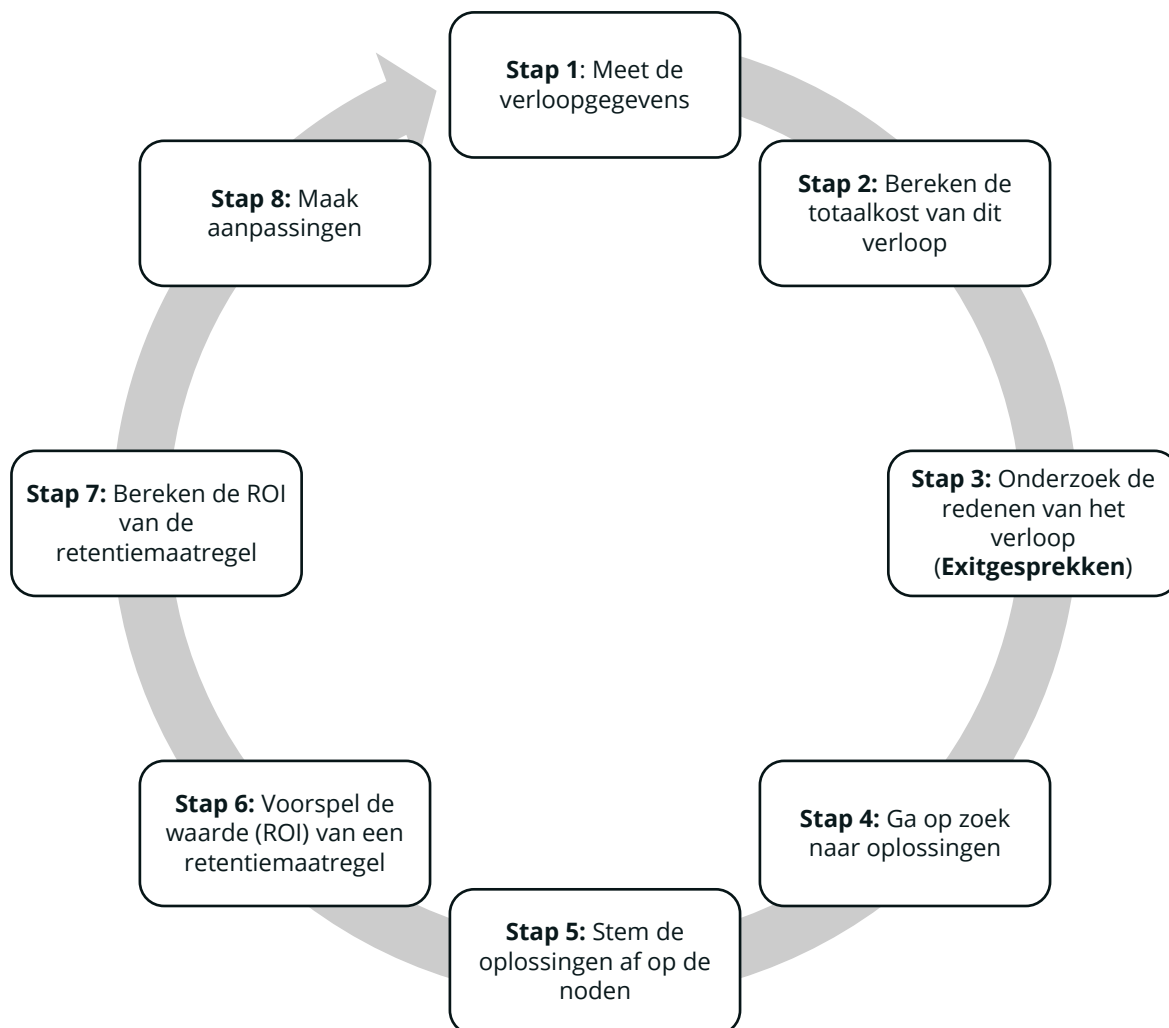 Stap 1: Meet de
verloopgegevens
Stap 2: Bereken de
totaalkost van dit
verloop
Stap 3: Onderzoek de
redenen van het
verloop
(Exitgesprekken)
Stap 4: Ga op zoek
naar oplossingen
Stap 5: Stem de
oplossingen af op de
noden
Stap 6: Voorspel de
waarde (ROI) van een
retentiemaatregel
Stap 7: Bereken de ROI
van de
retentiemaatregel
Stap 8: Maak
aanpassingen